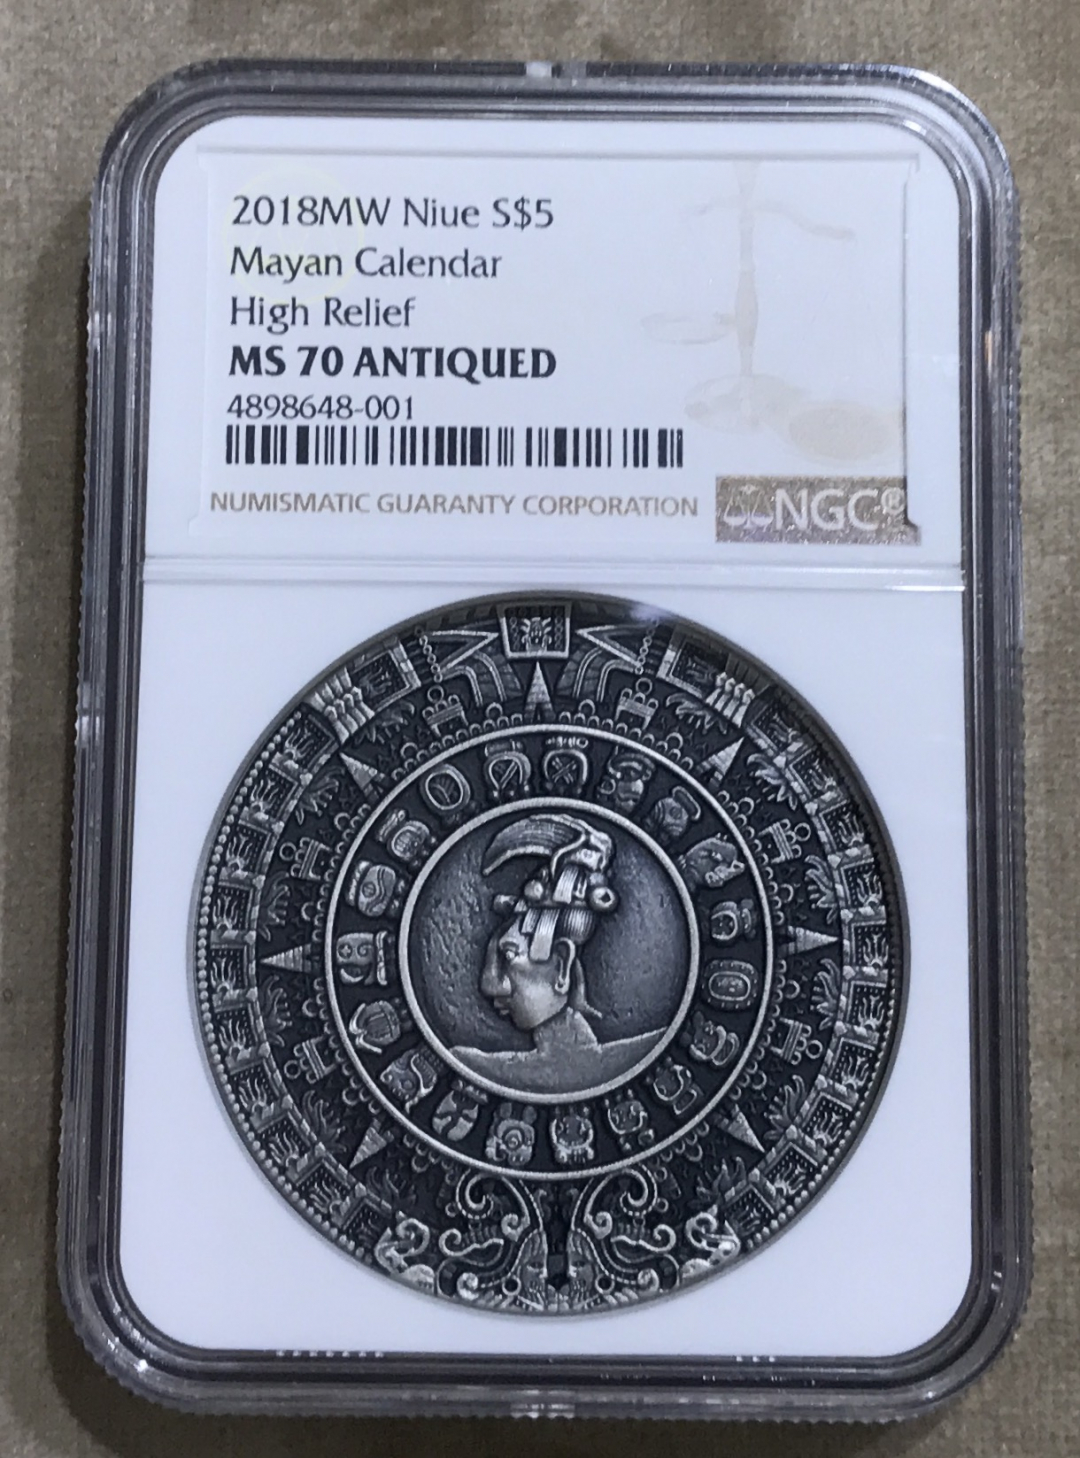 2018MW Niue S$5
Mayan Calendar
High Relief
MS 70 ANTIQUED
4898648-001
NUMISMATIC GUARANTY CORPORATION
NGC®